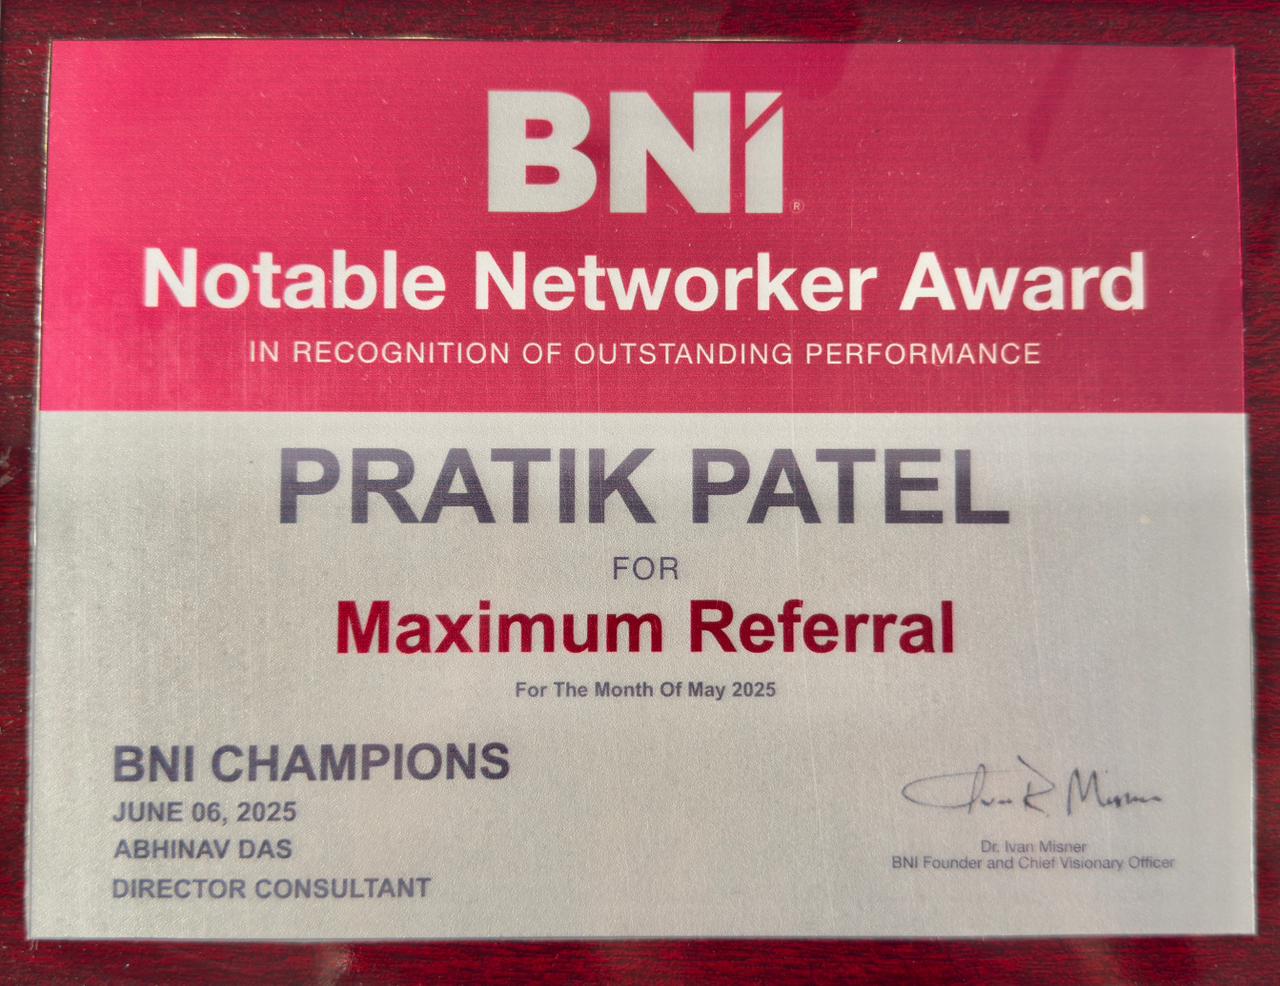 BNI®
Notable Networker Award
IN RECOGNITION OF OUTSTANDING PERFORMANCE
PRATIK PATEL
FOR
Maximum Referral
For The Month Of May 2025
BNI CHAMPIONS
JUNE 06, 2025
ABHINAV DAS
DIRECTOR CONSULTANT
Ivan R. Misner
Dr. Ivan Misner
BNI Founder and Chief Visionary Officer